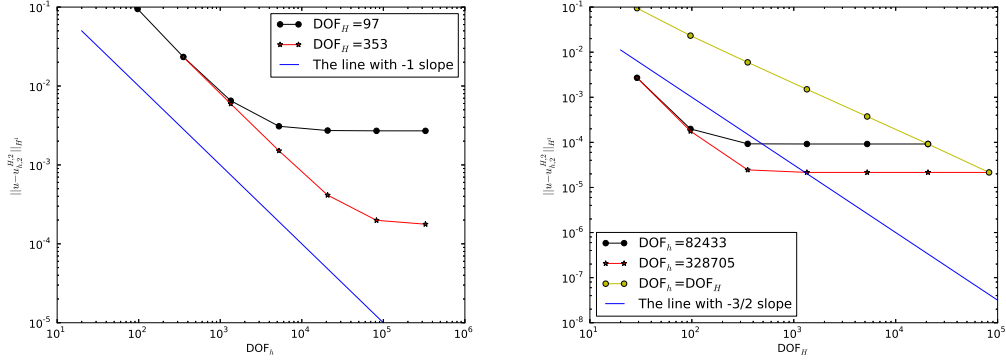 10^-1
10^-2
10^-3
10^-4
10^-5
10^1
10^2
10^3
10^4
10^5
10^6
DOF_h
||u−u_{h,2}^{H,2}||_{H^1}
DOF_H=97
DOF_H=353
The line with -1 slope
10^-1
10^-2
10^-3
10^-4
10^-5
10^-6
10^-7
10^-8
10^1
10^2
10^3
10^4
10^5
DOF_H
||u−u_{h,2}^{H,2}||_{H^1}
DOF_h=82433
DOF_h=328705
DOF_h=DOF_H
The line with -3/2 slope